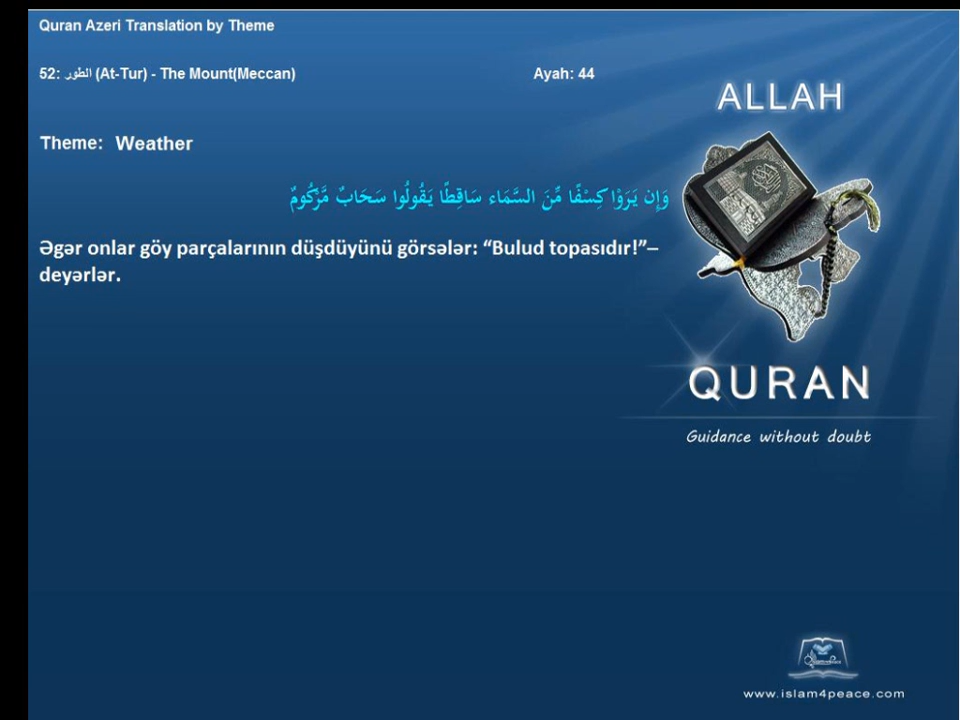 Quran Azeri Translation by Theme
52: الطور (At-Tur) - The Mount(Meccan)
Ayah: 44
Theme: Weather
وَإِن يَرَوْا كِسْفًا مِّنَ السَّمَاء سَاقِطًا يَقُولُوا سَحَابٌ مَّرْكُومٌ
Əgər onlar göy parçalarının düşdüyünü görsələr: “Bulud topasıdır!”–
deyərlər.
ALLAH
QURAN
Guidance without doubt
www.islam4peace.com